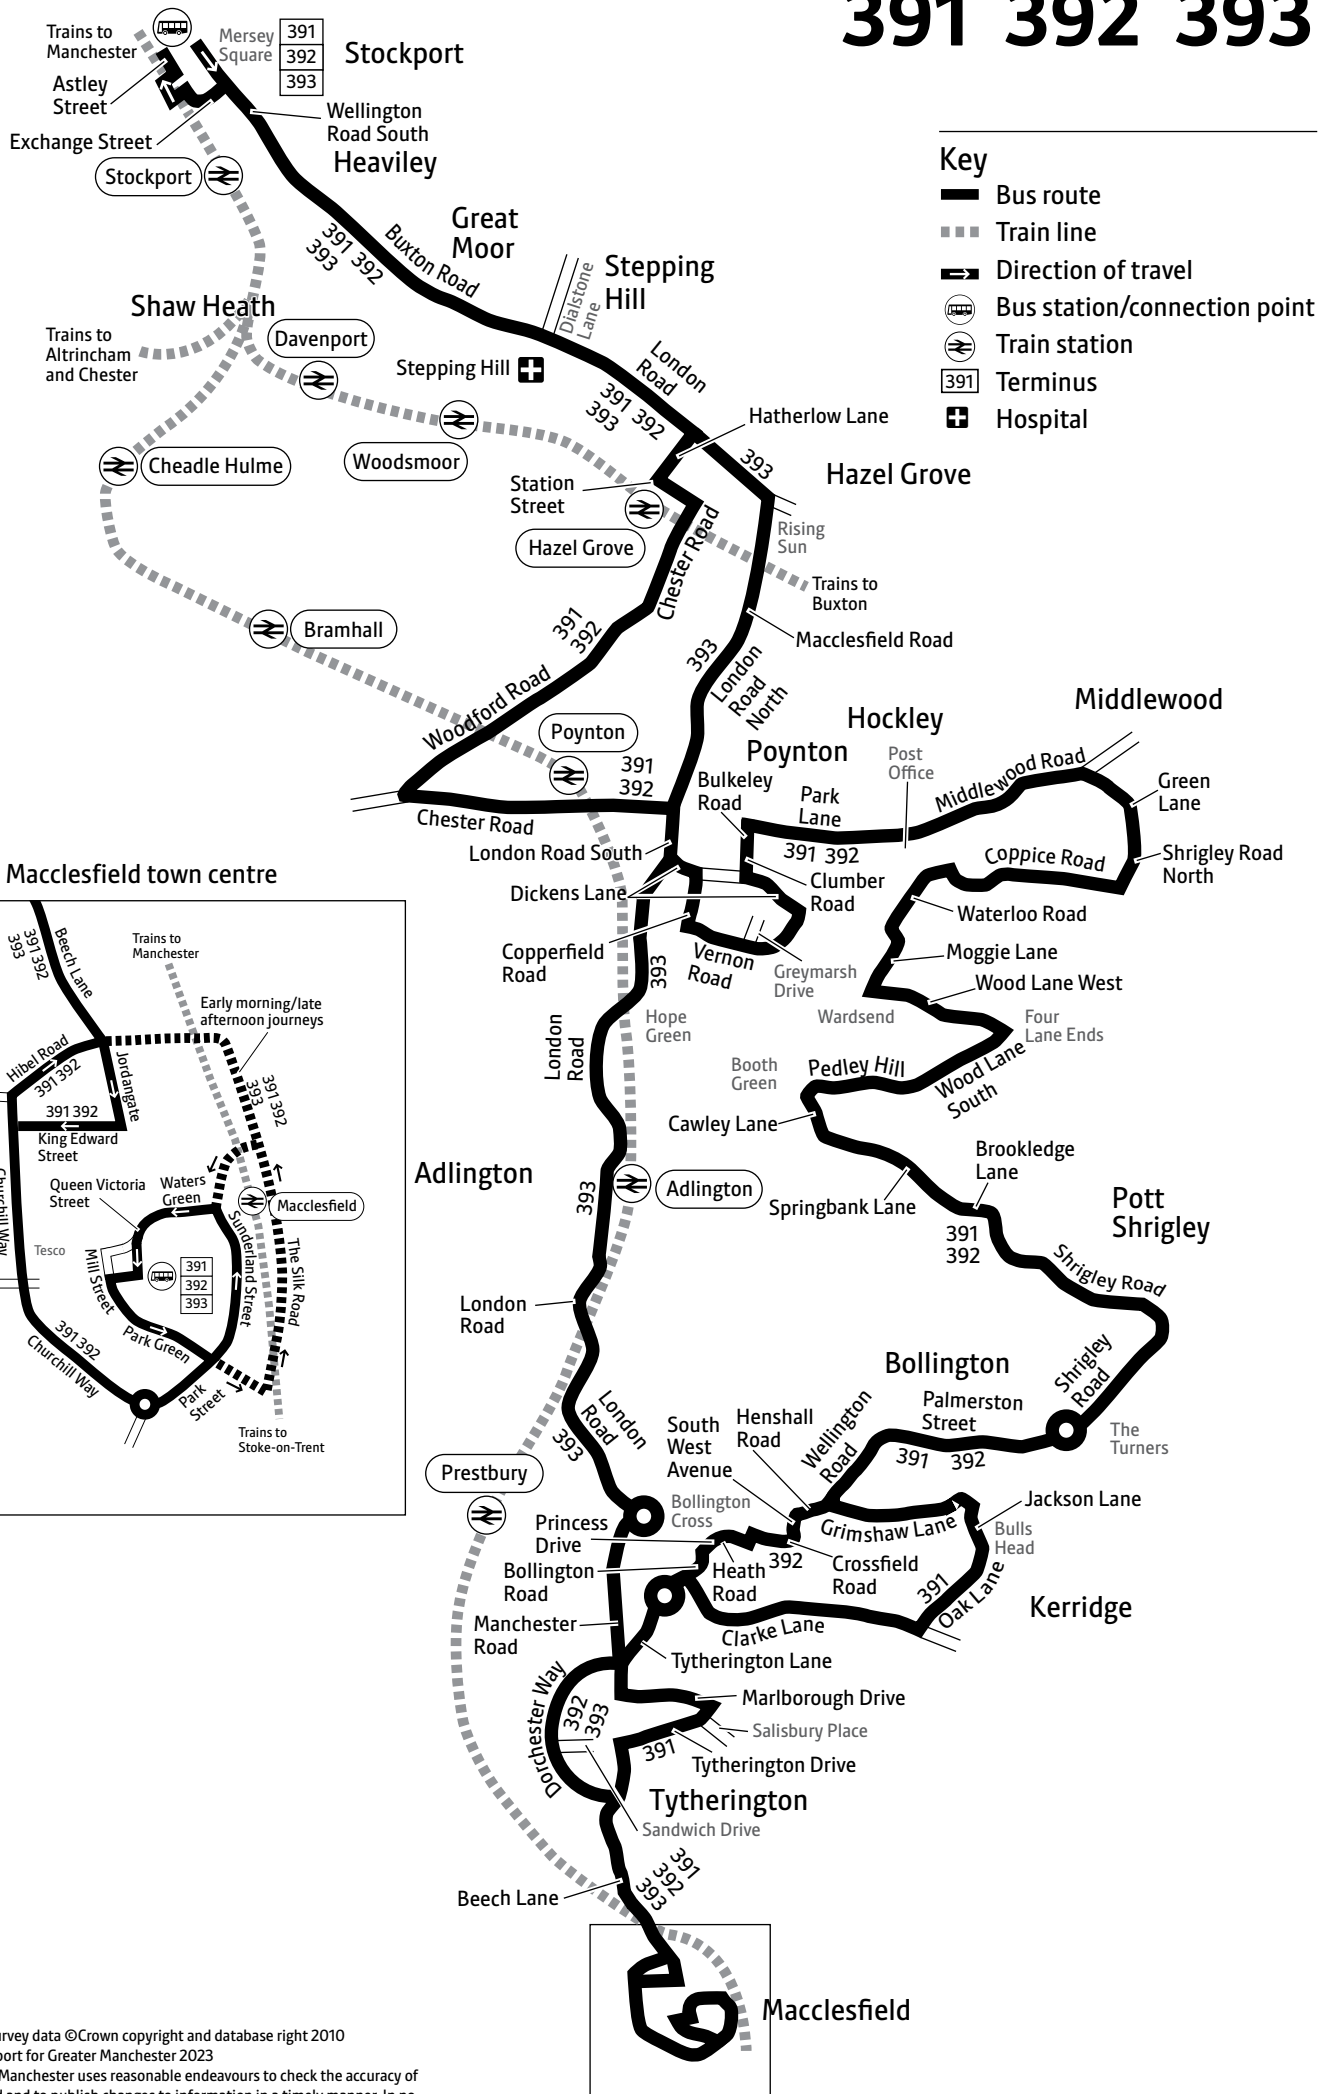 391 392 393
Trains to
Manchester
Mersey
Square
391
392
393
Stockport
Astley
Street
Wellington
Road South
Exchange Street
Heaviley
Stockport
Key
Bus route
Train line
Direction of travel
Bus station/connection point
Train station
391 Terminus
Hospital
Great
Moor
391 392
393
Buxton Road
Dialstone
Lane
Stepping
Hill
Shaw Heath
Trains to
Altrincham
and Chester
Davenport
Stepping Hill
London
Road
391 392
393
Hatherlow Lane
Woodsmoor
Cheadle Hulme
393
Hazel Grove
Station
Street
Hazel Grove
Chester Road
Rising
Sun
Trains to
Buxton
Bramhall
391
392
Macclesfield Road
393
London
Road
North
Woodford Road
Poynton
391
392
Chester Road
Middlewood
Hockley
Poynton
Post
Office
Bulkeley
Road
Park
Lane
Middlewood Road
Green
Lane
London Road South
391 392
Coppice Road
Shrigley Road
North
Dickens Lane
Clumber
Road
Waterloo Road
Copperfield
Road
393
Vernon
Road
Greymarsh
Drive
Moggie Lane
Wood Lane West
Wardsend
Four
Lane Ends
Hope
Green
London
Road
Booth
Green
Pedley Hill
Wood Lane
South
Cawley Lane
Brookledge
Lane
Adlington
393
Adlington
Springbank Lane
391
392
Pott
Shrigley
Shrigley Road
London
Road
Bollington
Shrigley
Road
Palmerston
Street
391 392
The
Turners
London
Road
393
South
West
Avenue
Henshall
Road
Wellington
Road
Prestbury
Bollington
Cross
Jackson Lane
Princess
Drive
Grimshaw Lane
Bulls
Head
392
Bollington
Road
Heath
Road
Crossfield
Road
391
Oak Lane
Kerridge
Manchester
Road
Clarke Lane
Tytherington Lane
Dorchester Way
392
393
Marlborough Drive
Salisbury Place
391
Tytherington Drive
Tytherington
Sandwich Drive
391
392
393
Beech Lane
Macclesfield
Macclesfield town centre
391 392
393
Beech Lane
Trains to
Manchester
Early morning/late
afternoon journeys
Hibel Road
391 392
Jordangate
391 392
393
391 392
King Edward
Street
Churchill Way
Queen Victoria
Street
Waters
Green
Macclesfield
Tesco
Mill Street
391
392
393
Sunderland Street
The Silk Road
391 392
Churchill Way
Park Green
Park
Street
Trains to
Stoke-on-Trent
rvey data ©Crown copyright and database right 2010
port for Greater Manchester 2023
Manchester uses reasonable endeavours to check the accuracy of